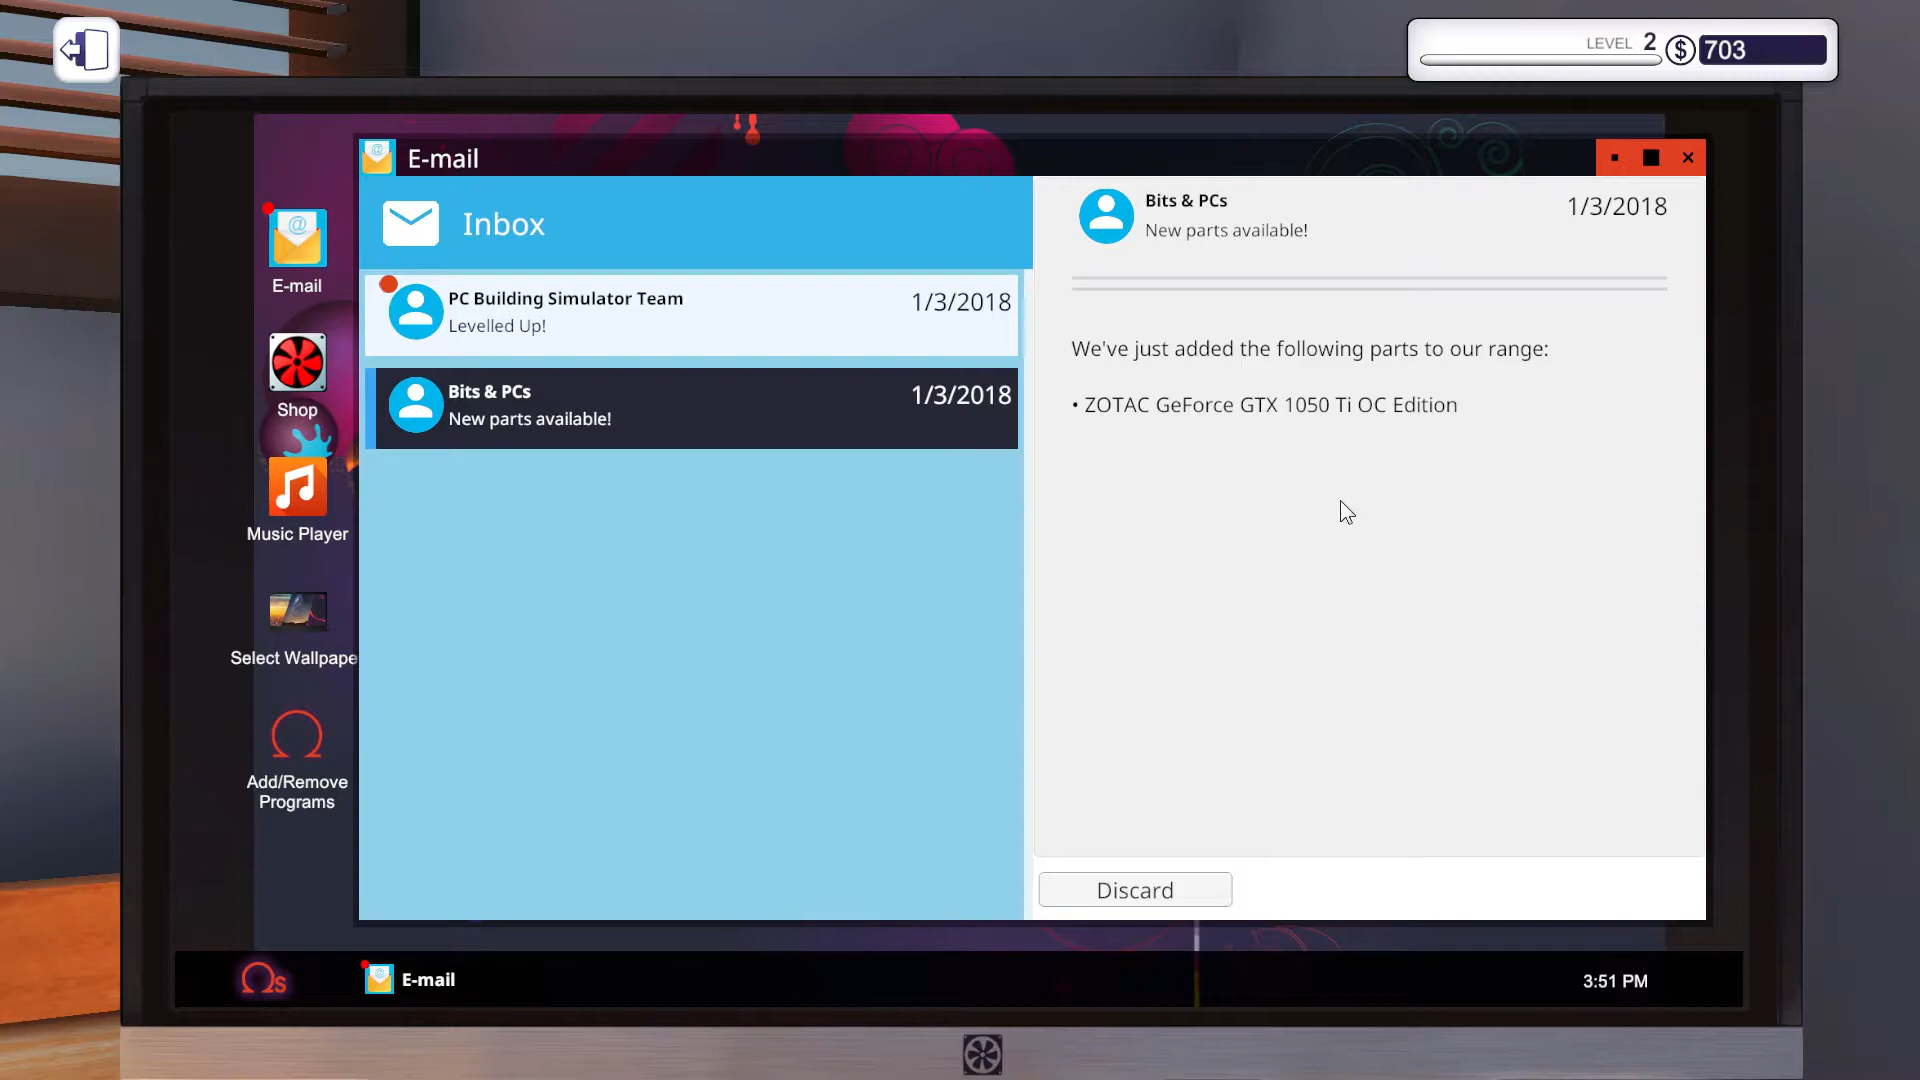 LEVEL 2 $ 703
E-mail
Inbox
PC Building Simulator Team
1/3/2018
Levelled Up!
Bits & PCs
1/3/2018
New parts available!
Bits & PCs
1/3/2018
New parts available!
We've just added the following parts to our range:
• ZOTAC GeForce GTX 1050 Ti OC Edition
Discard
E-mail
Shop
Music Player
Select Wallpape
Add/Remove
Programs
Ωs
E-mail
3:51 PM